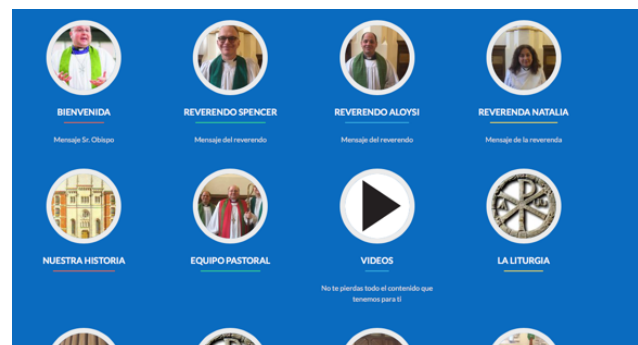 BIENVENIDA
REVERENDO SPENCER
REVERENDO ALOYSI
REVERENDA NATALIA
Mensaje Sr. Obispo
Mensaje del reverendo
Mensaje del reverendo
Mensaje de la reverenda
NUESTRA HISTORIA
EQUIPO PASTORAL
VIDEOS
LA LITURGIA
No te pierdas todo el contenido que
tenemos para ti